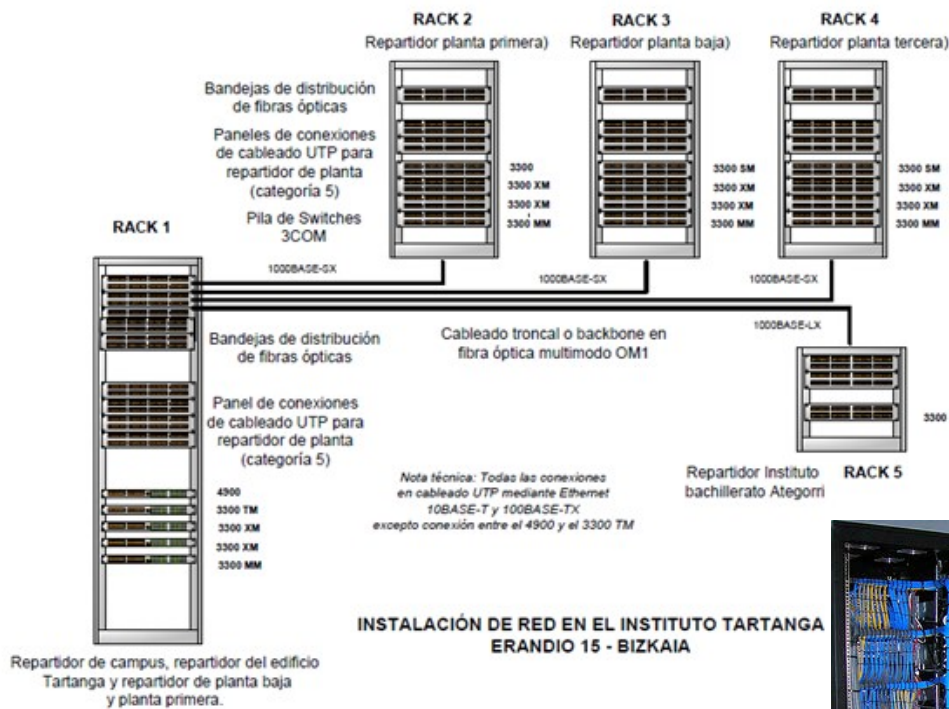 RACK 2
Repartidor planta primera)
RACK 3
Repartidor planta baja)
RACK 4
Repartidor planta tercera)
Bandejas de distribución
de fibras ópticas
Paneles de conexiones
de cableado UTP para
repartidor de planta
(categoría 5)
Pila de Switches
3COM
3300
3300 XM
3300 XM
3300 MM
3300 SM
3300 XM
3300 XM
3300 MM
3300 SM
3300 XM
3300 XM
3300 MM
RACK 1
1000BASE-SX
1000BASE-SX
1000BASE-SX
1000BASE-LX
Bandejas de distribución
de fibras ópticas
Cableado troncal o backbone en
fibra óptica multimodo OM1
Panel de conexiones
de cableado UTP para
repartidor de planta
(categoría 5)
3300
Repartidor Instituto
bachillerato Ategorri
RACK 5
Nota técnica: Todas las conexiones
en cableado UTP mediante Ethernet
10BASE-T y 100BASE-TX
excepto conexión entre el 4900 y el 3300 TM
4900
3300 TM
3300 XM
3300 XM
3300 MM
INSTALACIÓN DE RED EN EL INSTITUTO TARTANGA
ERANDIO 15 - BIZKAIA
Repartidor de campus, repartidor del edificio
Tartanga y repartidor de planta baja
y planta primera.